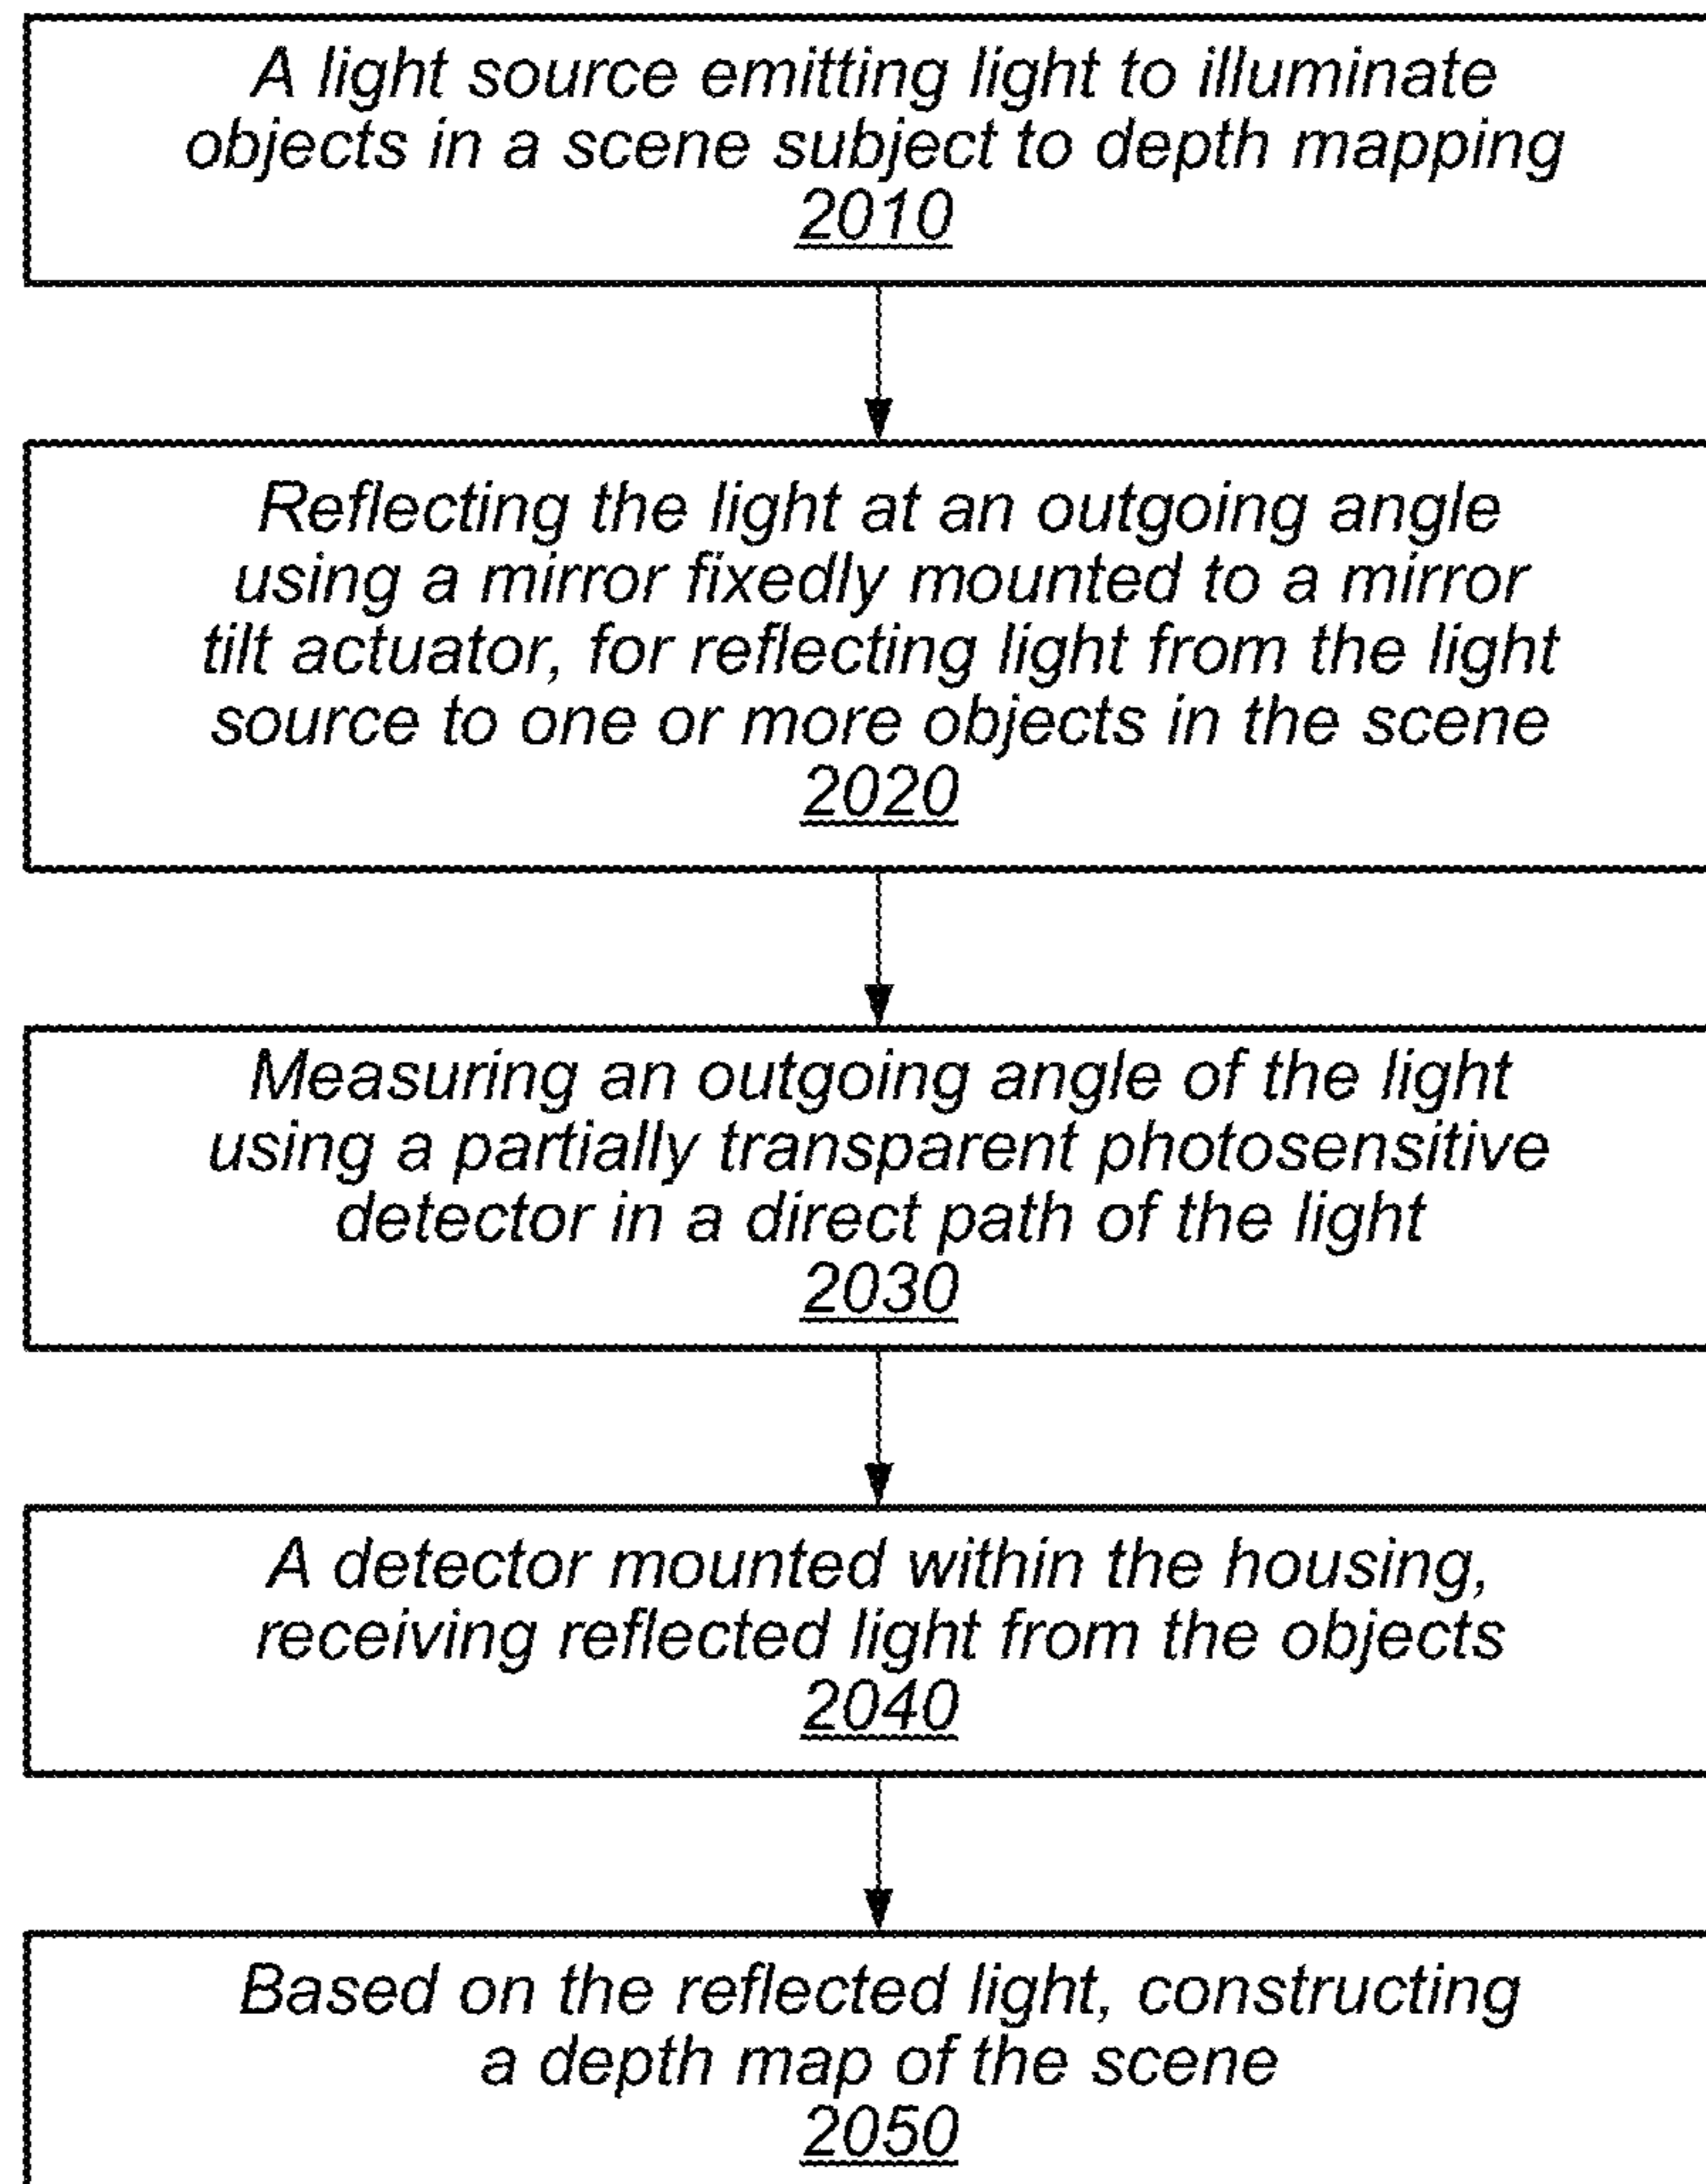 A light source emitting light to illuminate
objects in a scene subject to depth mapping
2010
Reflecting the light at an outgoing angle
using a mirror fixedly mounted to a mirror
tilt actuator, for reflecting light from the light
source to one or more objects in the scene
2020
Measuring an outgoing angle of the light
using a partially transparent photosensitive
detector in a direct path of the light
2030
A detector mounted within the housing,
receiving reflected light from the objects
2040
Based on the reflected light, constructing
a depth map of the scene
2050